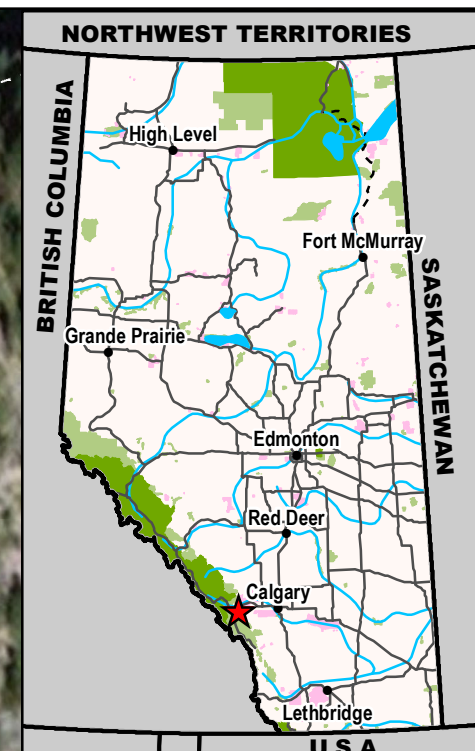 NORTHWEST TERRITORIES
BRITISH COLUMBIA
High Level
Fort McMurray
SASKATCHEWAN
Grande Prairie
Edmonton
Red Deer
Calgary
Lethbridge
U.S.A